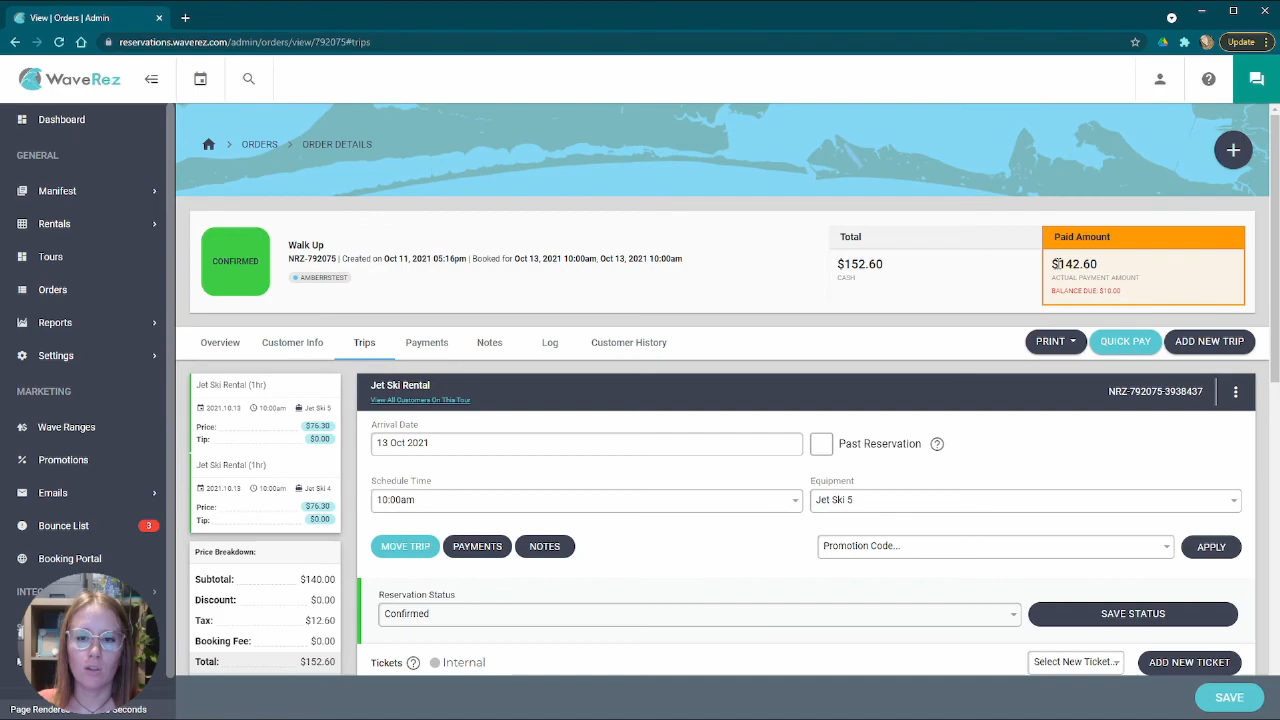 View | Orders | Admin
reservations.waverez.com/admin/orders/view/792075#trips
Update
WaveRez
Dashboard
GENERAL
Manifest
Rentals
Tours
Orders
Reports
Settings
MARKETING
Wave Ranges
Promotions
Emails
Bounce List 3
Booking Portal
ORDERS
ORDER DETAILS
CONFIRMED
Walk Up
NRZ-792075 | Created on Oct 11, 2021 05:16pm | Booked for Oct 13, 2020 10:00am, Oct 13, 2020 10:00am
AMBERRSTEST
Total
$152.60
CASH
Paid Amount
$142.60
ACTUAL PAYMENT AMOUNT
BALANCE DUE: $10.00
Overview Customer Info Trips Payments Notes Log Customer History
PRINT QUICK PAY ADD NEW TRIP
Jet Ski Rental (1hr)
2021.10.13 10:00am Jet Ski 5
Price: $76.30
Tip: $0.00
Jet Ski Rental (1hr)
2021.10.13 10:00am Jet Ski 4
Price: $76.30
Tip: $0.00
Price Breakdown:
Subtotal: $140.00
Discount: $0.00
Tax: $12.60
Booking Fee: $0.00
Total: $152.60
Jet Ski Rental
View All Customers On This Tour
NRZ-792075-3938437
Arrival Date
13 Oct 2021
Past Reservation
Schedule Time
10:00am
Equipment
Jet Ski 5
MOVE TRIP PAYMENTS NOTES
Promotion Code...
APPLY
Reservation Status
Confirmed
SAVE STATUS
Tickets
Internal
Select New Ticket...
ADD NEW TICKET
SAVE